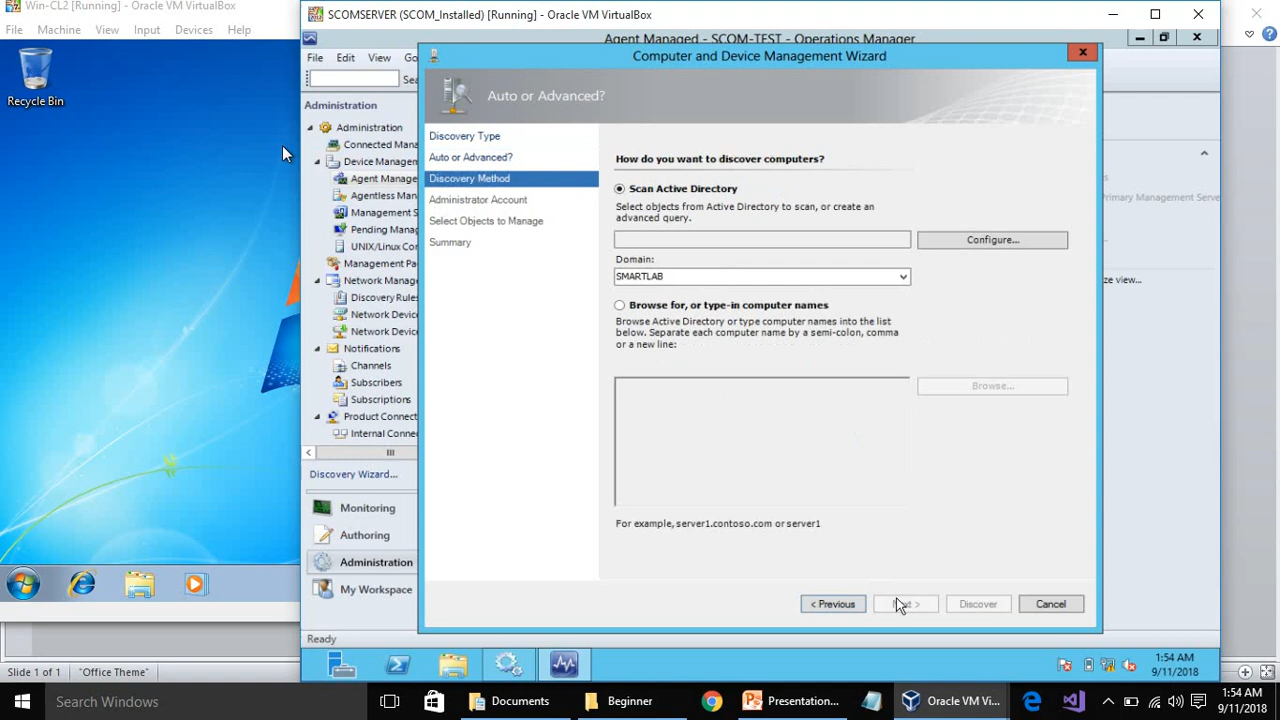 Win-CL2 [Running] - Oracle VM VirtualBox
File Machine View Input Devices Help
Recycle Bin
SCOMSERVER (SCOM_Installed) [Running] - Oracle VM VirtualBox
Agent Managed - SCOM-TEST - Operations Manager
File Edit View Go
Sea
Administration
Administration
Connected Mana
Device Managen
Agent Manage
Agentless Man
Management S
Pending Manag
UNIX/Linux Con
Management Pa
Network Manag
Discovery Rules
Network Devic
Network Devic
Notifications
Channels
Subscribers
Subscriptions
Product Connect
Internal Conne
Discovery Wizard...
Monitoring
Authoring
Administration
My Workspace
Ready
Computer and Device Management Wizard
Auto or Advanced?
Discovery Type
Auto or Advanced?
Discovery Method
Administrator Account
Select Objects to Manage
Summary
How do you want to discover computers?
Scan Active Directory
Select objects from Active Directory to scan, or create an
advanced query.
Configure...
Domain:
SMARTLAB
Browse for, or type-in computer names
Browse Active Directory or type computer names into the list
below. Separate each computer name by a semi-colon, comma
or a new line:
Browse...
For example, server1.contoso.com or server1
< Previous
Discover
Cancel
Primary Management Serve
ze view...
1:54 AM
9/11/2018
Slide 1 of 1 "Office Theme"
Search Windows
Documents
Beginner
Presentation...
Oracle VM Vi...
1:54 AM
9/11/2018